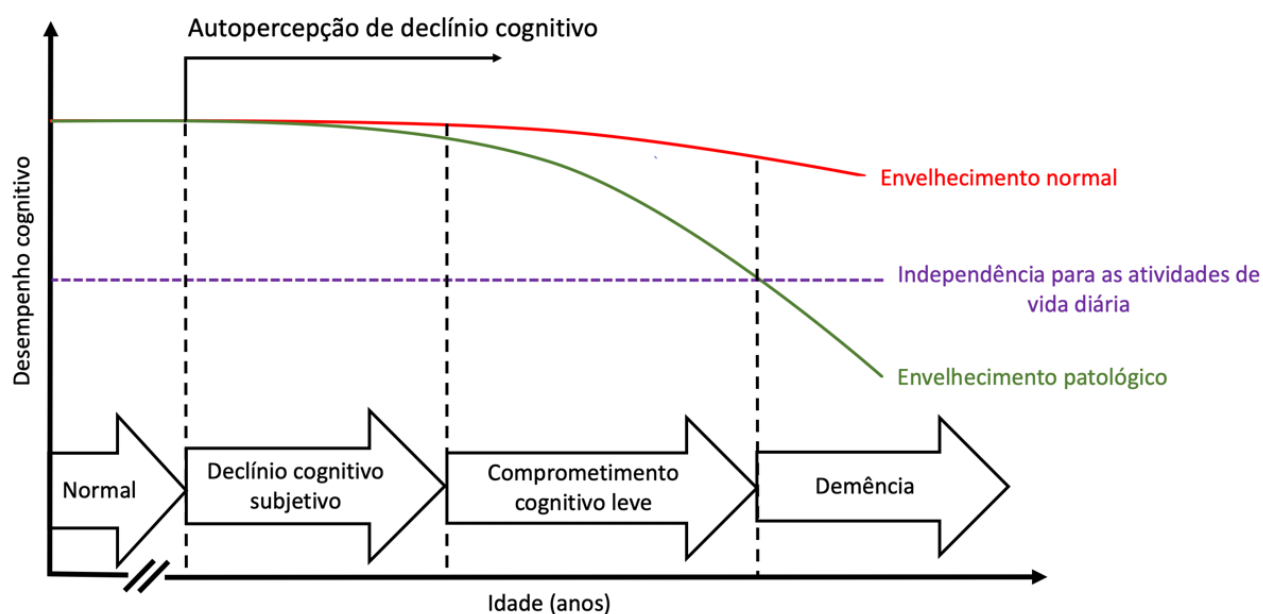 Autopercepção de declínio cognitivo
Desempenho cognitivo
Envelhecimento normal
Independência para as atividades de
vida diária
Envelhecimento patológico
Normal
Declínio cognitivo
subjetivo
Comprometimento
cognitivo leve
Demência
Idade (anos)